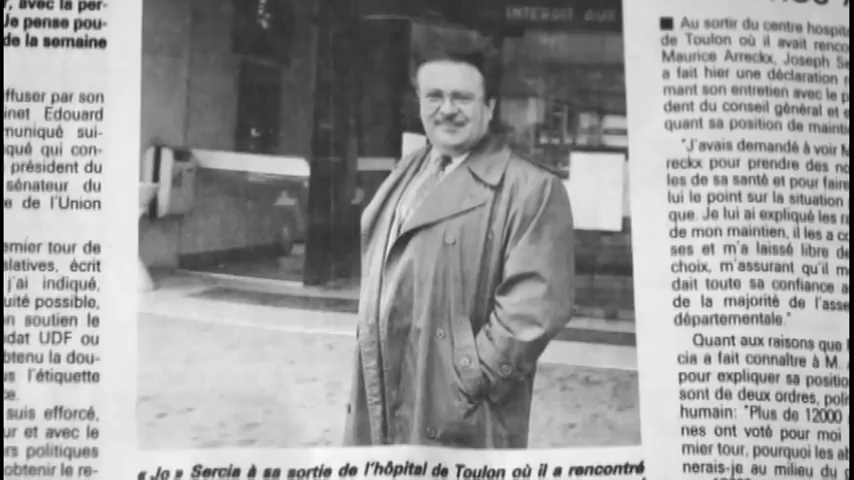 , avec la per-
Je pense pou-
de la semaine
ffuser par son
inet Edouard
muniqué sui-
qué qui con-
président du
sénateur du
e de l'Union
emier tour de
slatives, écrit
j'ai indiqué,
uité possible,
n soutien le
idat UDF ou
btenu la dou-
s l'étiquette
ce.
suis efforcé,
ur et avec le
rs politiques
obtenir le re-
INTERDIT AUX
« Jo » Sercia à sa sortie de l'hôpital de Toulon où il a rencontré
■ Au sortir du centre hospita
de Toulon où il avait renco
Maurice Arreckx, Joseph Se
a fait hier une déclaration
mant son entretien avec le p
dent du conseil général et
quant sa position de mainti
"J'avais demandé à voir M
reckx pour prendre des no
les de sa santé et pour faire
lui le point sur la situation
que. Je lui ai expliqué les r
de mon maintien, il les a c
ses et m'a laissé libre de
choix, m'assurant qu'il m
dait toute sa confiance a
de la majorité de l'asse
départementale."
Quant aux raisons que
cia a fait connaître à M.
pour expliquer sa positio
sont de deux ordres, poli
humain: "Plus de 12000
nes ont voté pour moi
mier tour, pourquoi les ab
nerais-je au milieu du